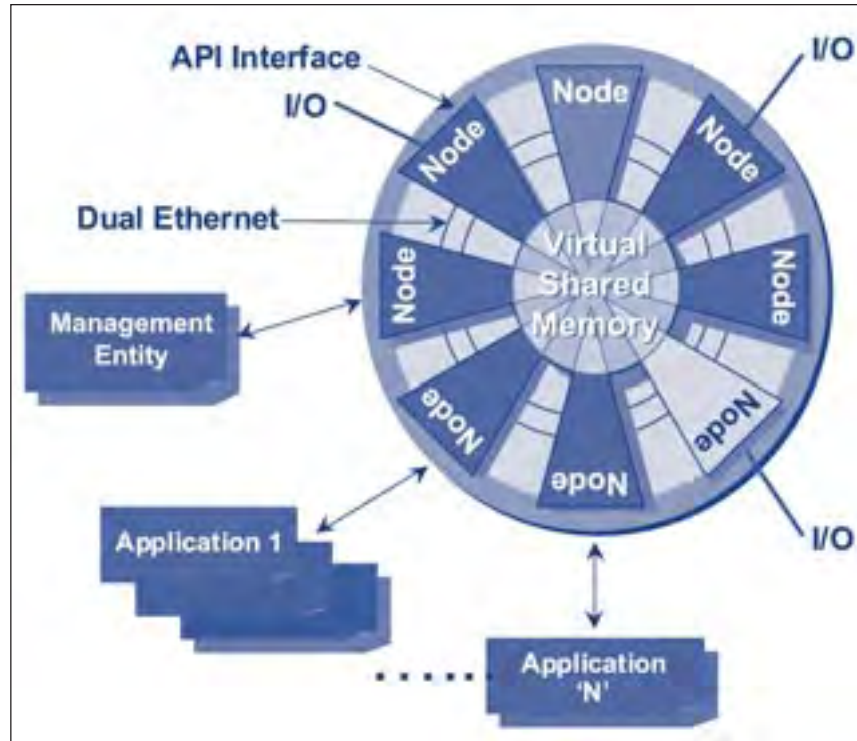 API Interface
I/O
I/O
Node
Node
Node
Dual Ethernet
Node
Node
Virtual
Shared
Memory
Management
Entity
Node
Node
Node
I/O
Application 1
Application
‘N’